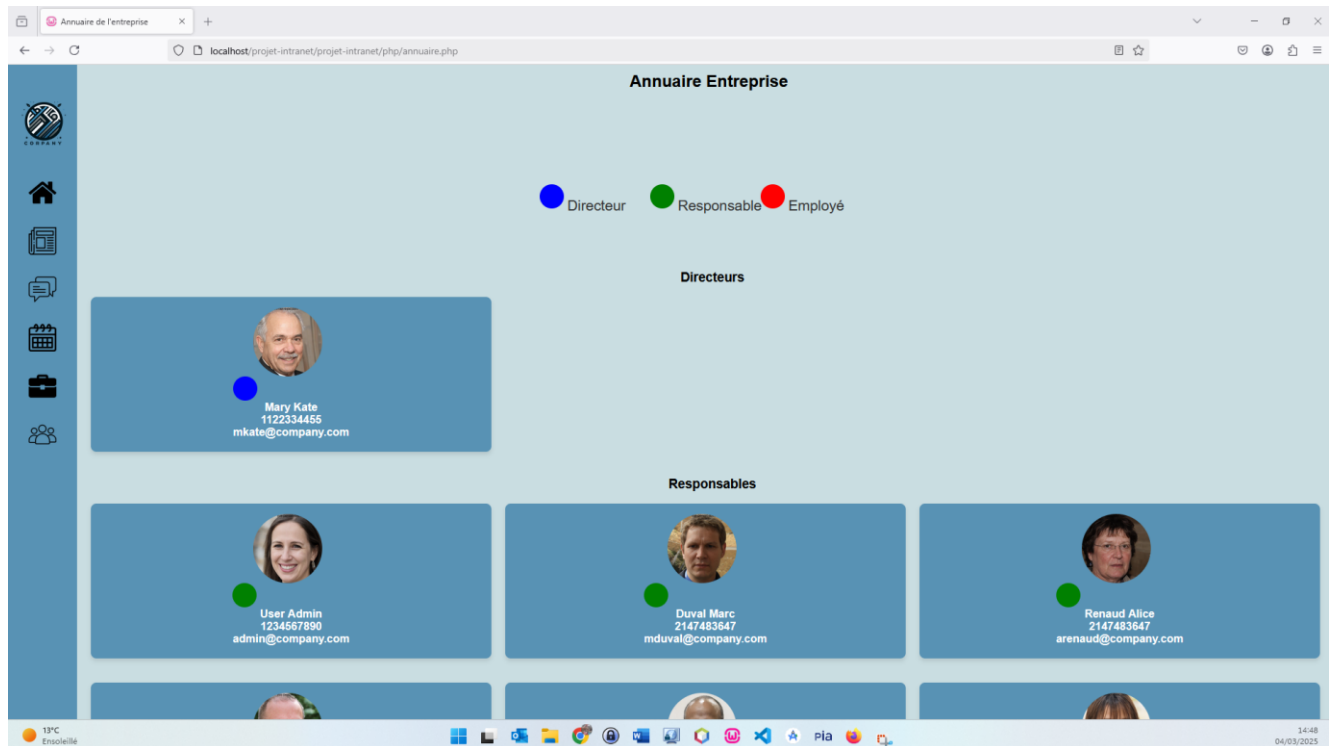 Annuaire de l'entreprise
localhost/projet-intranet/projet-intranet/php/annuaire.php
Annuaire Entreprise
COMPANY
Directeur Responsable Employé
Directeurs
Mary Kate
1122334455
mkate@company.com
Responsables
User Admin Duval Marc Renaud Alice
1234567890 2147483647 2147483647
admin@company.com mduval@company.com arenaud@company.com
13°C
Ensoleillé
pia
14:48
04/03/2025